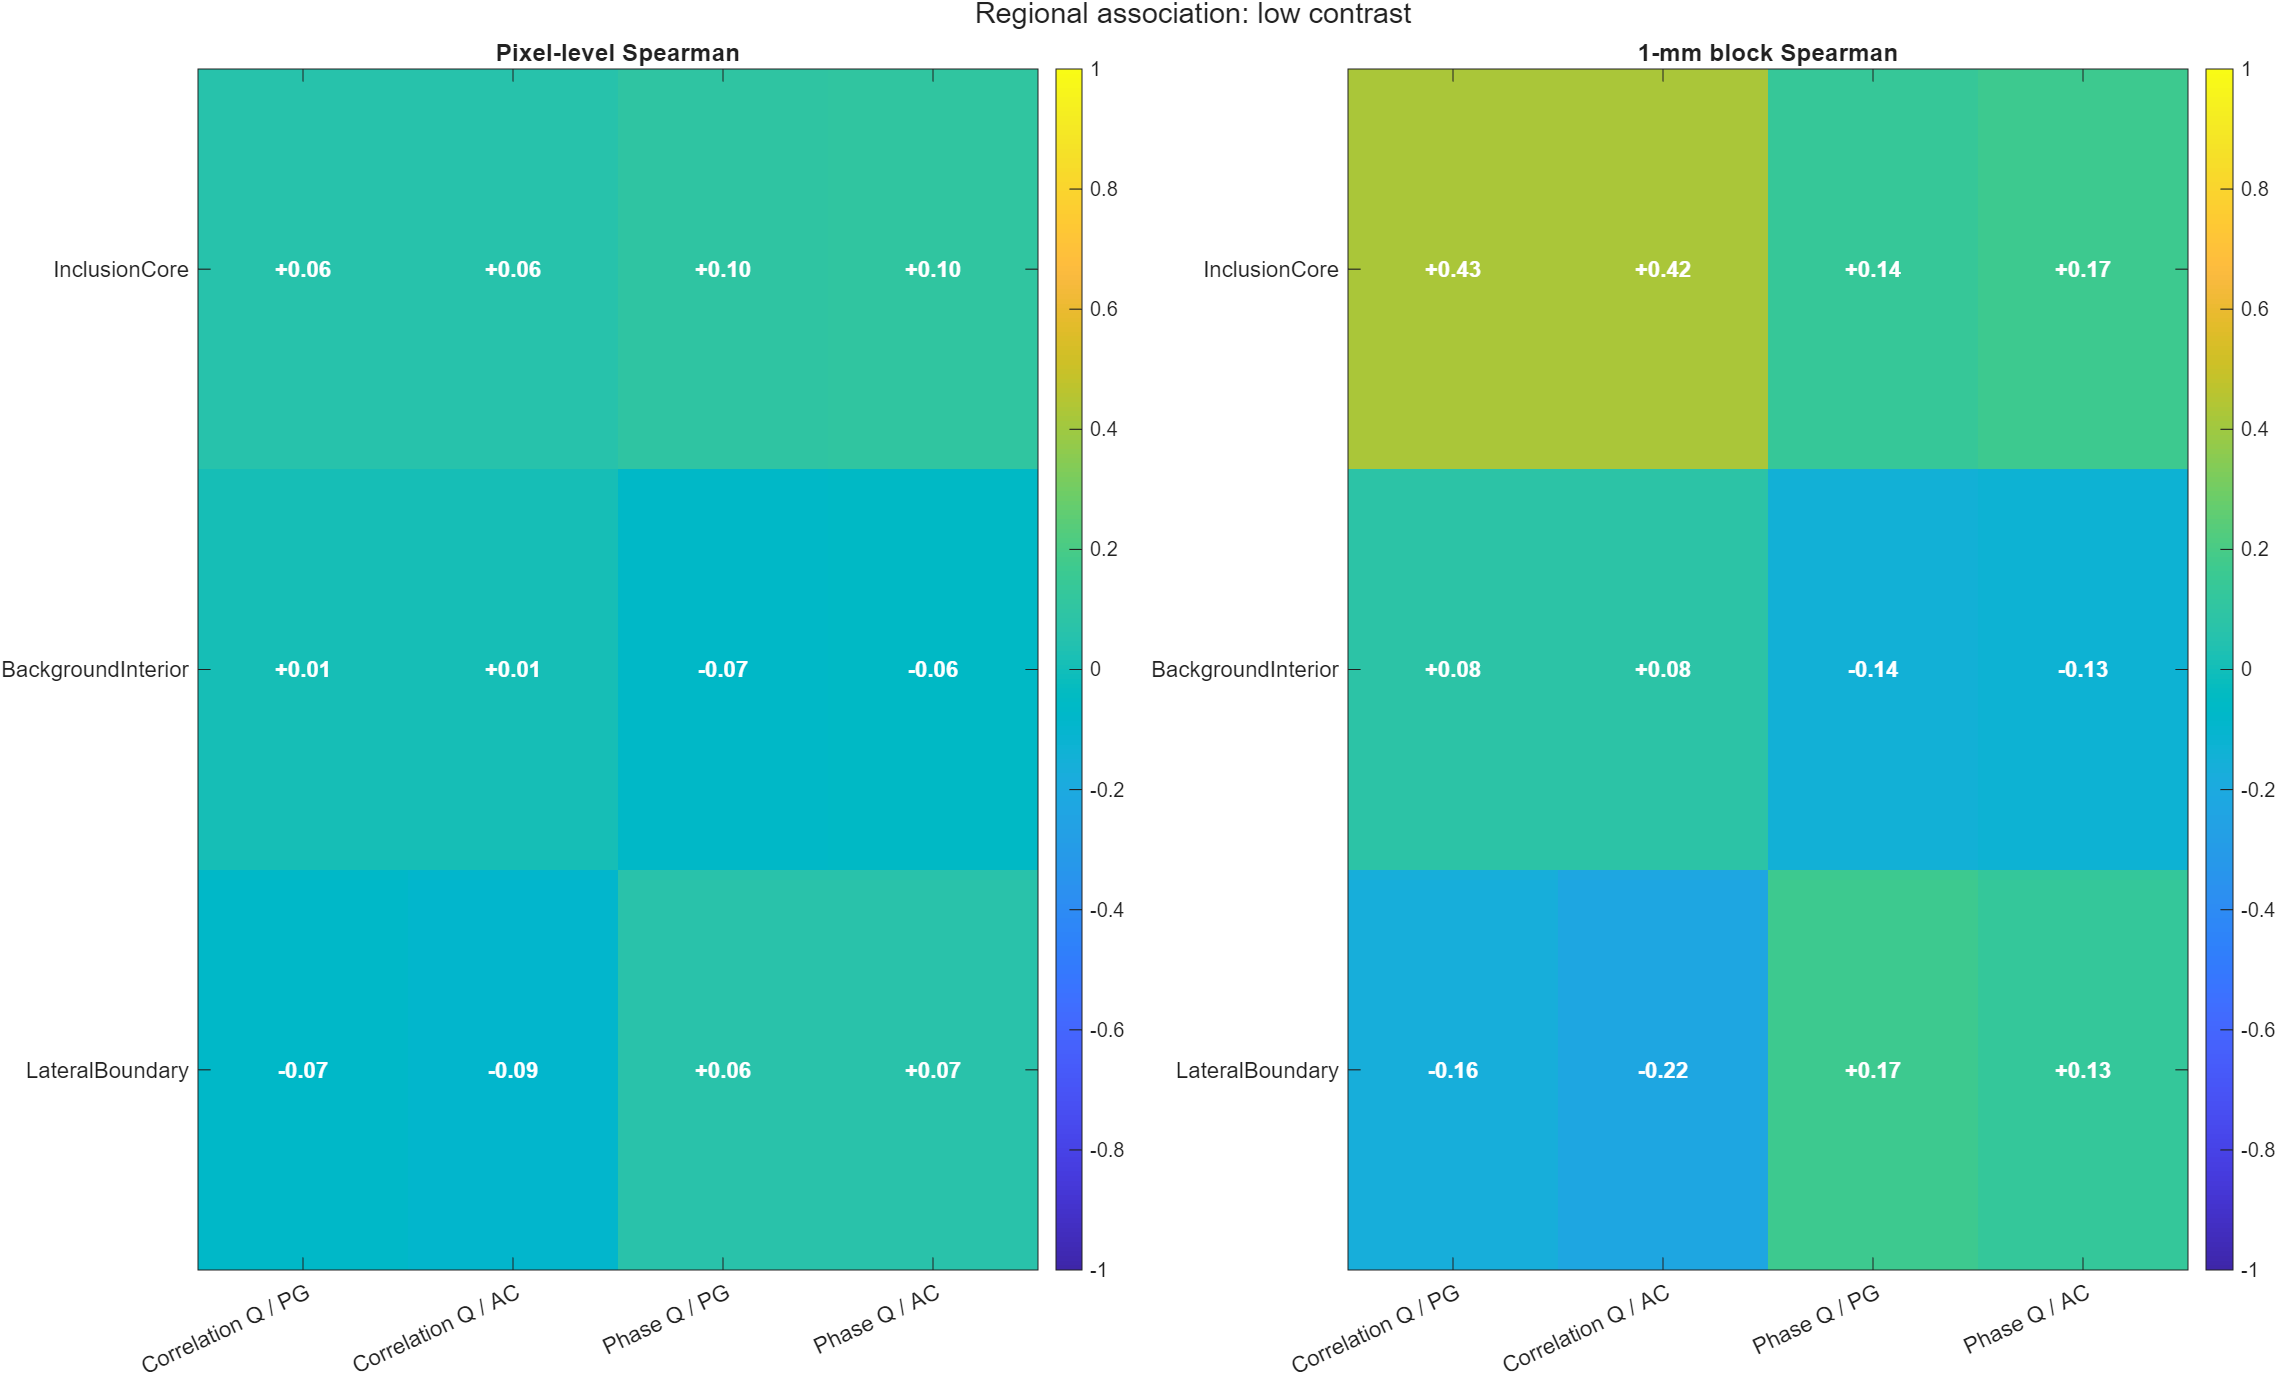 Regional association: low contrast
Pixel-level Spearman
InclusionCore
BackgroundInterior
LateralBoundary
+0.06 +0.06 +0.10 +0.10
+0.01 +0.01 -0.07 -0.06
-0.07 -0.09 +0.06 +0.07
Correlation Q / PG
Correlation Q / AC
Phase Q / PG
Phase Q / AC
1
0.8
0.6
0.4
0.2
0
-0.2
-0.4
-0.6
-0.8
-1
1-mm block Spearman
InclusionCore
BackgroundInterior
LateralBoundary
+0.43 +0.42 +0.14 +0.17
+0.08 +0.08 -0.14 -0.13
-0.16 -0.22 +0.17 +0.13
Correlation Q / PG
Correlation Q / AC
Phase Q / PG
Phase Q / AC
1
0.8
0.6
0.4
0.2
0
-0.2
-0.4
-0.6
-0.8
-1